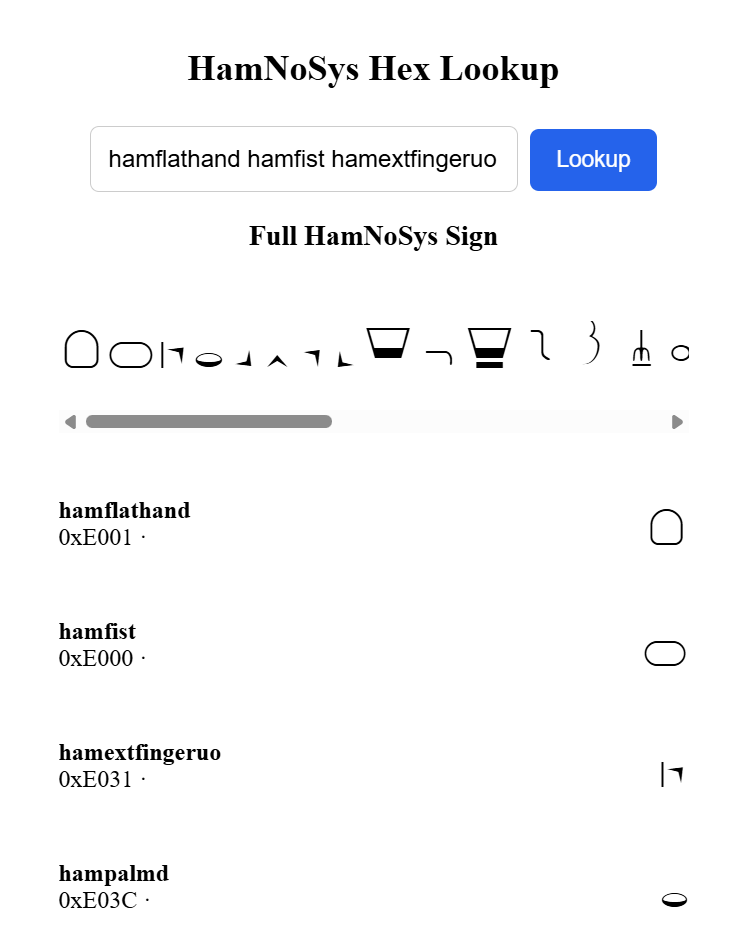 HamNoSys Hex Lookup
hamflathand hamfist hamextfingeruo
Lookup
Full HamNoSys Sign
hamflathand
0xE001 ·
hamfist
0xE000 ·
hamextfingeruo
0xE031 ·
hampalmd
0xE03C ·